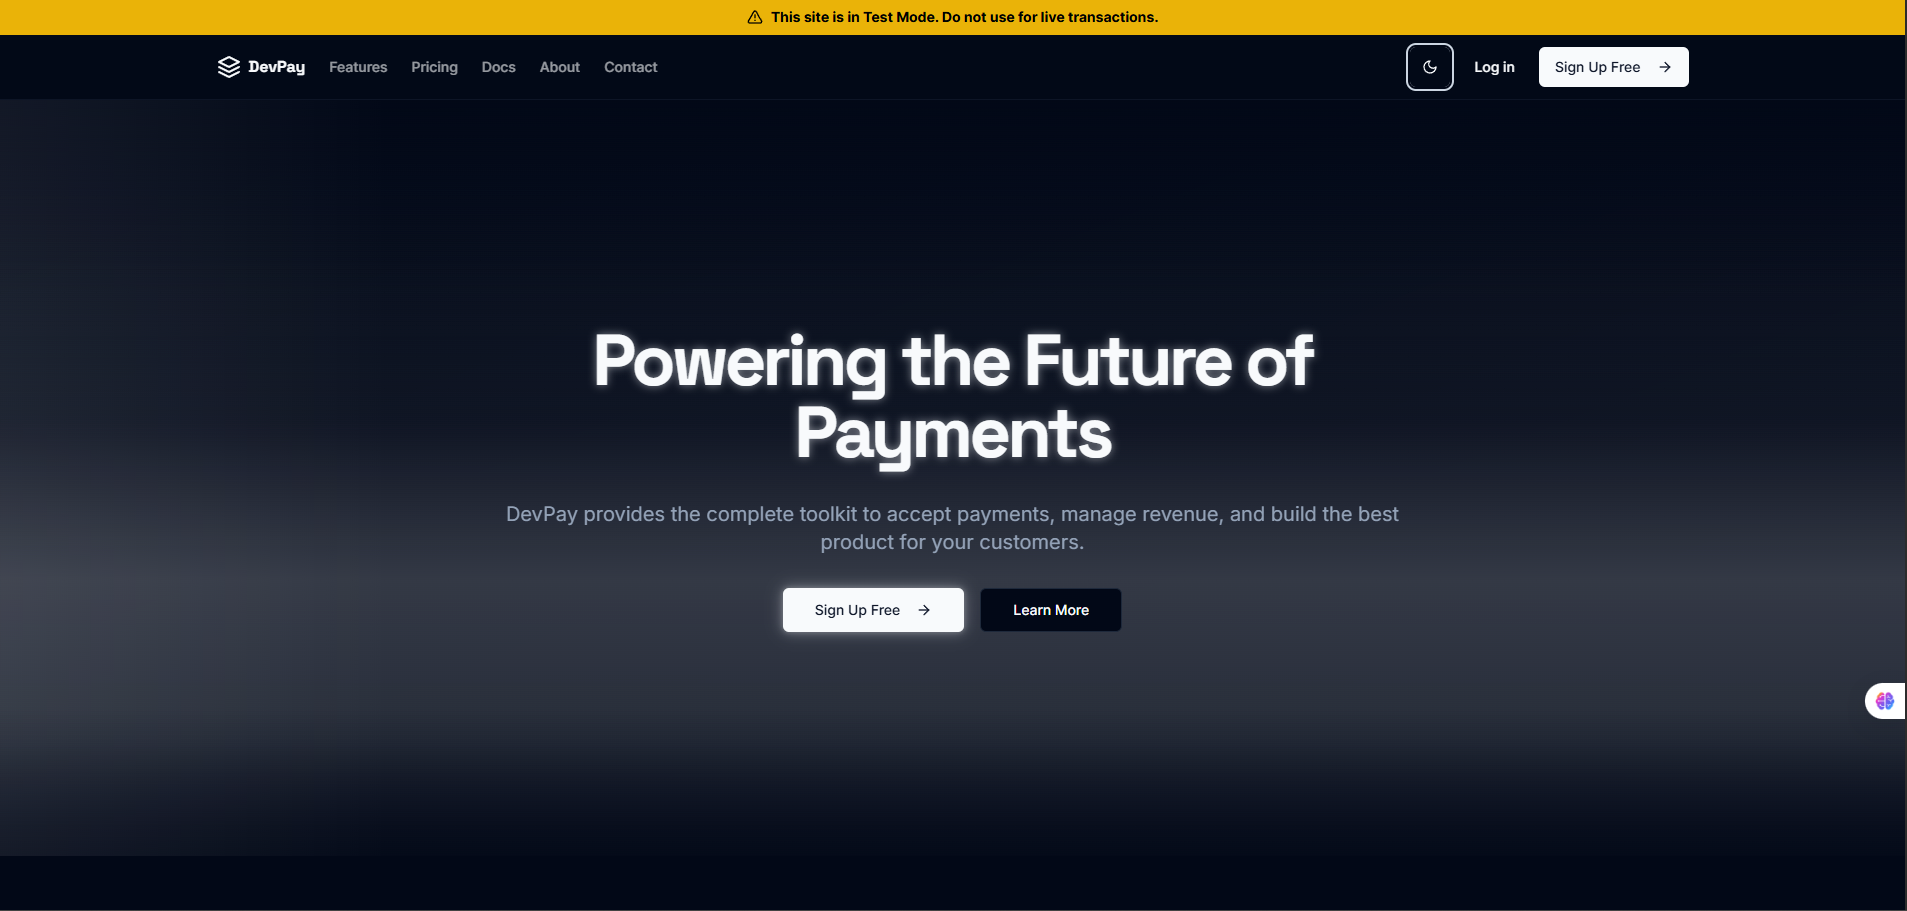 This site is in Test Mode. Do not use for live transactions.
DevPay Features Pricing Docs About Contact Log in Sign Up Free
Powering the Future of
Payments
DevPay provides the complete toolkit to accept payments, manage revenue, and build the best
product for your customers.
Sign Up Free Learn More